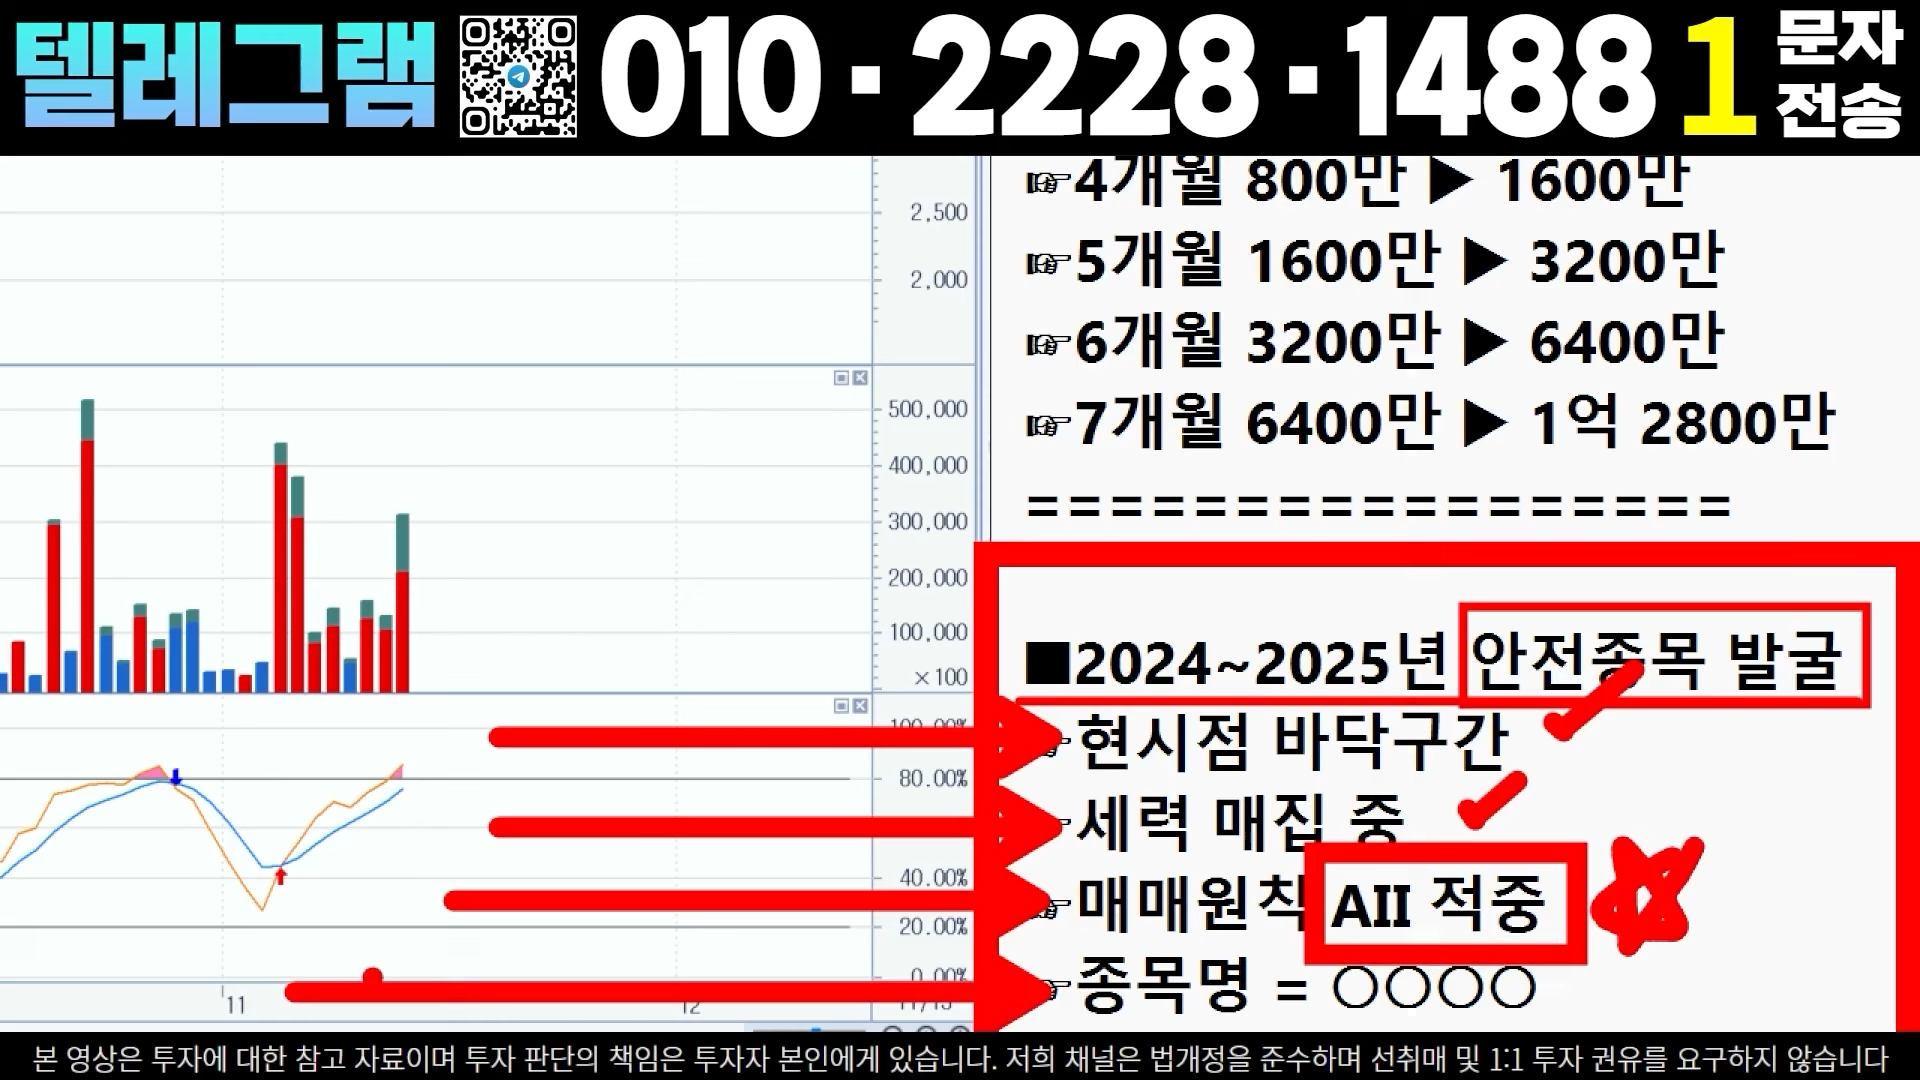 텔레그램
010·2228·1488 1 문자
전송
2,500
2,000
500,000
400,000
300,000
200,000
100,000
×100
100.00%
80.00%
40.00%
20.00%
0.00%
11
12
☞4개월 800만 ▶ 1600만
☞5개월 1600만 ▶ 3200만
☞6개월 3200만 ▶ 6400만
☞7개월 6400만 ▶ 1억 2800만
=================
■2024~2025년 안전종목 발굴
☞현시점 바닥구간
☞세력 매집 중
☞매매원칙 All 적중
☞종목명 = ○○○○
본 영상은 투자에 대한 참고 자료이며 투자 판단의 책임은 투자자 본인에게 있습니다. 저희 채널은 법개정을 준수하며 선취매 및 1:1 투자 권유를 요구하지 않습니다